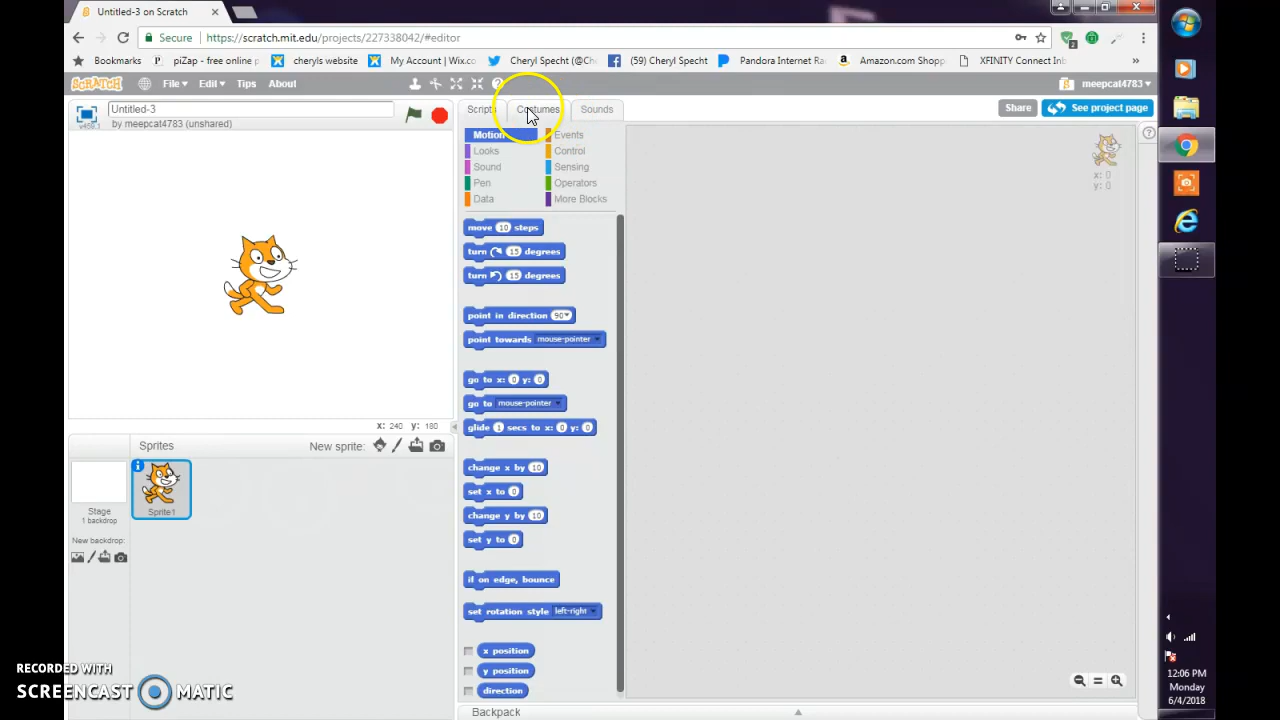 Untitled-3 on Scratch
Secure https://scratch.mit.edu/projects/227338042/#editor
Bookmarks piZap - free online p cheryls website My Account | Wix.co Cheryl Specht (@Che (59) Cheryl Specht Pandora Internet Ra Amazon.com Shopp XFINITY Connect Inb
SCRATCH File Edit Tips About meepcat4783
Untitled-3
by meepcat4783 (unshared)
v458.1
Scripts Costumes Sounds
Share See project page
Motion Events
Looks Control
Sound Sensing
Pen Operators
Data More Blocks
x: 0
y: 0
move 10 steps
turn 15 degrees
turn 15 degrees
point in direction 90
point towards mouse-pointer
go to x: 0 y: 0
go to mouse-pointer
glide 1 secs to x: 0 y: 0
change x by 10
set x to 0
change y by 10
set y to 0
if on edge, bounce
set rotation style left-right
x position
y position
direction
x: 240 y: 180
Sprites New sprite:
Stage
1 backdrop
New backdrop:
Sprite1
Backpack
RECORDED WITH
SCREENCAST MATIC
12:06 PM
Monday
6/4/2018